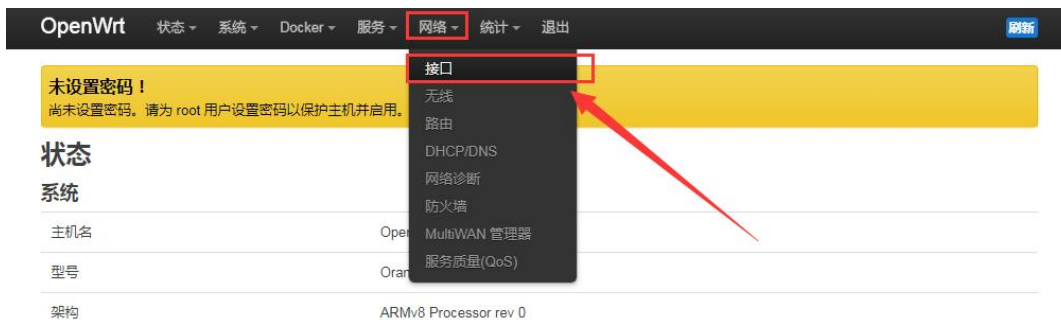 OpenWrt 状态 系统 Docker 服务 网络 统计 退出 刷新
接口
无线
路由
DHCP/DNS
网络诊断
防火墙
MultiWAN 管理器
服务质量(QoS)
未设置密码！
尚未设置密码。请为 root 用户设置密码以保护主机并启用。
状态
系统
主机名 Oper
型号 Oran
架构 ARMv8 Processor rev 0